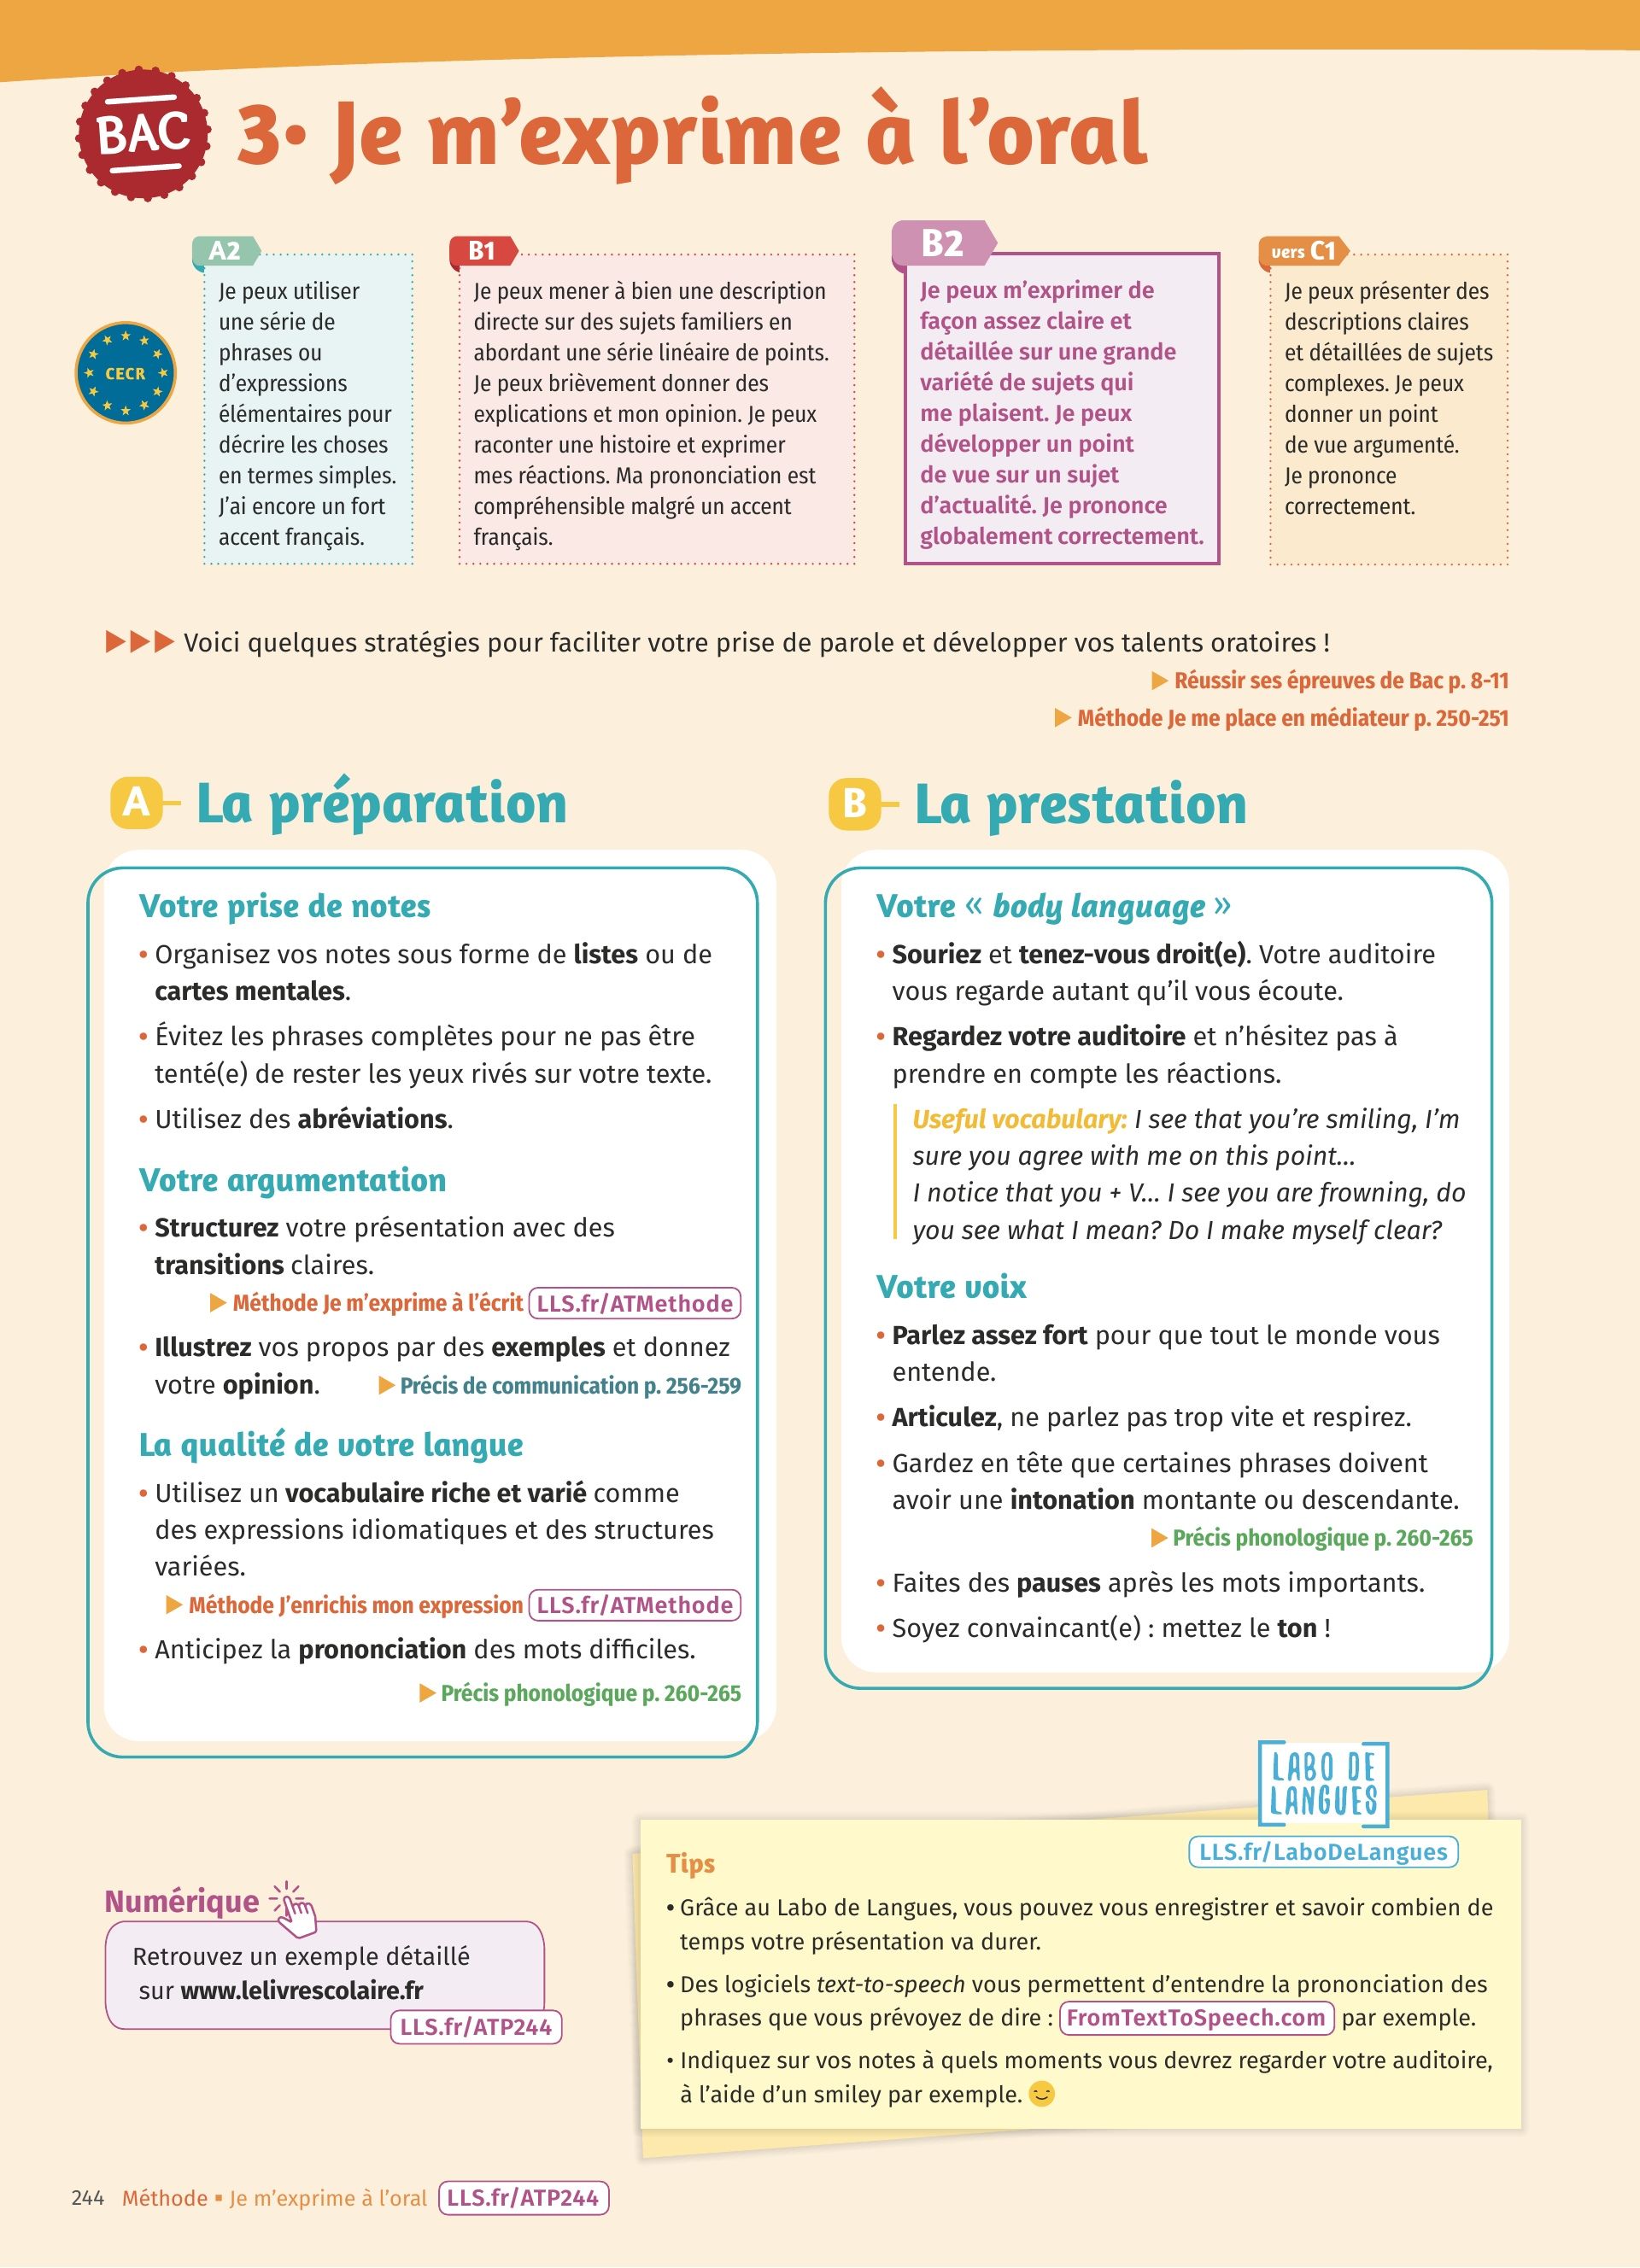 BAC
3• Je m'exprime à l'oral
CECR
A2
Je peux utiliser
une série de
phrases ou
d'expressions
élémentaires pour
décrire les choses
en termes simples.
J'ai encore un fort
accent français.
B1
Je peux mener à bien une description
directe sur des sujets familiers en
abordant une série linéaire de points.
Je peux brièvement donner des
explications et mon opinion. Je peux
raconter une histoire et exprimer
mes réactions. Ma prononciation est
compréhensible malgré un accent
français.
B2
Je peux m'exprimer de
façon assez claire et
détaillée sur une grande
variété de sujets qui
me plaisent. Je peux
développer un point
de vue sur un sujet
d'actualité. Je prononce
globalement correctement.
vers C1
Je peux présenter des
descriptions claires
et détaillées de sujets
complexes. Je peux
donner un point
de vue argumenté.
Je prononce
correctement.
▶▶▶ Voici quelques stratégies pour faciliter votre prise de parole et développer vos talents oratoires !
▶ Réussir ses épreuves de Bac p. 8-11
▶ Méthode Je me place en médiateur p. 250-251
A - La préparation
Votre prise de notes
• Organisez vos notes sous forme de listes ou de
cartes mentales.
• Évitez les phrases complètes pour ne pas être
tenté(e) de rester les yeux rivés sur votre texte.
• Utilisez des abréviations.
Votre argumentation
• Structurez votre présentation avec des
transitions claires.
▶ Méthode Je m'exprime à l'écrit LLS.fr/ATMethode
• Illustrez vos propos par des exemples et donnez
votre opinion. ▶ Précis de communication p. 256-259
La qualité de votre langue
• Utilisez un vocabulaire riche et varié comme
des expressions idiomatiques et des structures
variées.
▶ Méthode J'enrichis mon expression LLS.fr/ATMethode
• Anticipez la prononciation des mots difficiles.
▶ Précis phonologique p. 260-265
B - La prestation
Votre « body language »
• Souriez et tenez-vous droit(e). Votre auditoire
vous regarde autant qu'il vous écoute.
• Regardez votre auditoire et n'hésitez pas à
prendre en compte les réactions.
Useful vocabulary: I see that you're smiling, I'm
sure you agree with me on this point...
I notice that you + V... I see you are frowning, do
you see what I mean? Do I make myself clear?
Votre voix
• Parlez assez fort pour que tout le monde vous
entende.
• Articulez, ne parlez pas trop vite et respirez.
• Gardez en tête que certaines phrases doivent
avoir une intonation montante ou descendante.
▶ Précis phonologique p. 260-265
• Faites des pauses après les mots importants.
• Soyez convaincant(e) : mettez le ton !
Numérique
Retrouvez un exemple détaillé
sur www.lelivrescolaire.fr
LLS.fr/ATP244
LABO DE
LANGUES
LLS.fr/LaboDeLangues
Tips
• Grâce au Labo de Langues, vous pouvez vous enregistrer et savoir combien de
temps votre présentation va durer.
• Des logiciels text-to-speech vous permettent d'entendre la prononciation des
phrases que vous prévoyez de dire : FromTextToSpeech.com par exemple.
• Indiquez sur vos notes à quels moments vous devrez regarder votre auditoire,
à l'aide d'un smiley par exemple.
244 Méthode ▪ Je m'exprime à l'oral LLS.fr/ATP244